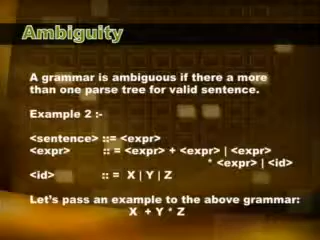 Ambiguity
A grammar is ambiguous if there a more
than one parse tree for valid sentence.
Example 2 :-
<sentence> ::= <expr>
<expr> :: = <expr> + <expr> | <expr>
* <expr> | <id>
<id> :: = X | Y | Z
Let's pass an example to the above grammar:
X + Y * Z